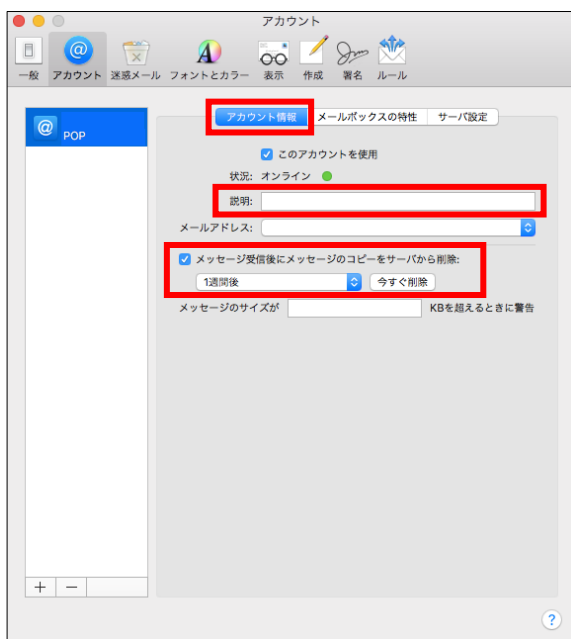 アカウント
一般 アカウント 迷惑メール フォントとカラー 表示 作成 署名 ルール
@ POP
アカウント情報 メールボックスの特性 サーバ設定
このアカウントを使用
状況: オンライン
説明:
メールアドレス:
メッセージ受信後にメッセージのコピーをサーバから削除:
1週間後 今すぐ削除
メッセージのサイズが KBを超えるときに警告
+ −
?